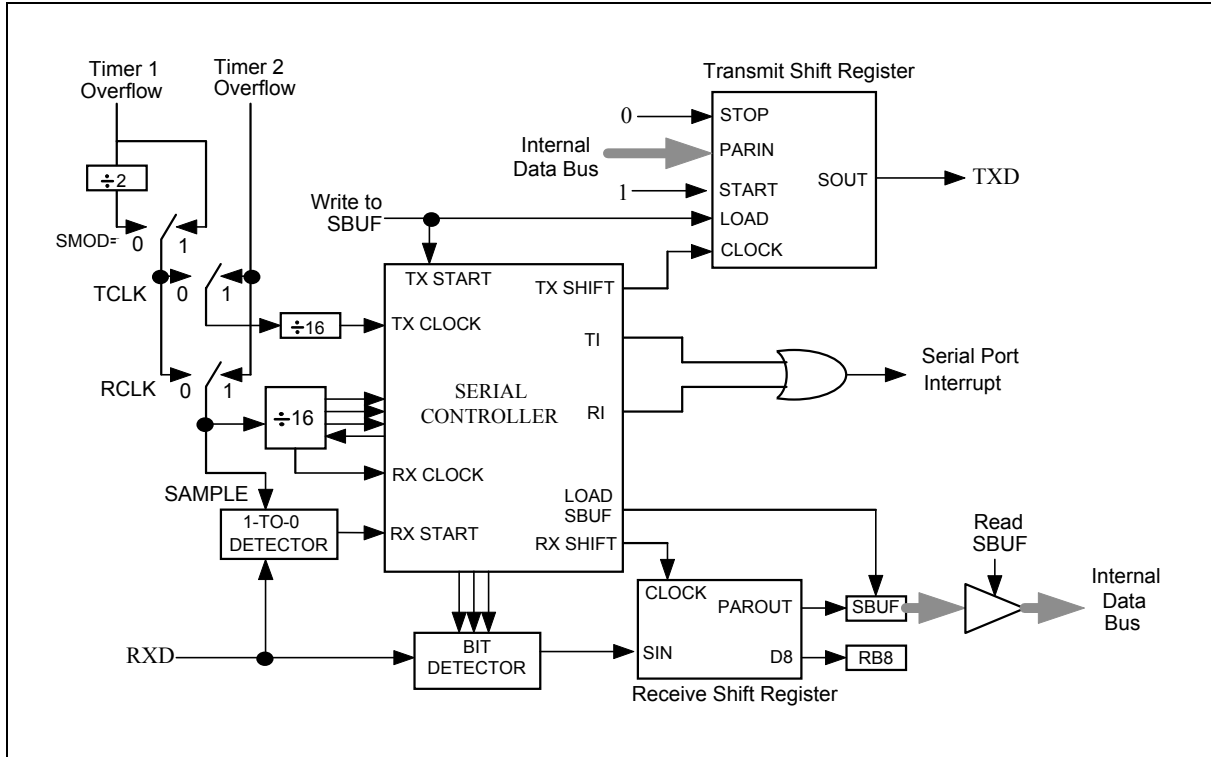 Timer 1
Overflow
Timer 2
Overflow
÷2
SMOD=
0
1
TCLK
0
1
÷16
RCLK
0
1
÷16
SAMPLE
1-TO-0
DETECTOR
RXD
Write to
SBUF
TX START
TX SHIFT
TX CLOCK
TI
SERIAL
CONTROLLER
RI
RX CLOCK
LOAD
SBUF
RX START
RX SHIFT
BIT
DETECTOR
Transmit Shift Register
0
STOP
Internal
Data Bus
PARIN
1
START
SOUT
TXD
LOAD
CLOCK
Serial Port
Interrupt
CLOCK
PAROUT
SIN
D8
Receive Shift Register
SBUF
RB8
Read
SBUF
Internal
Data
Bus